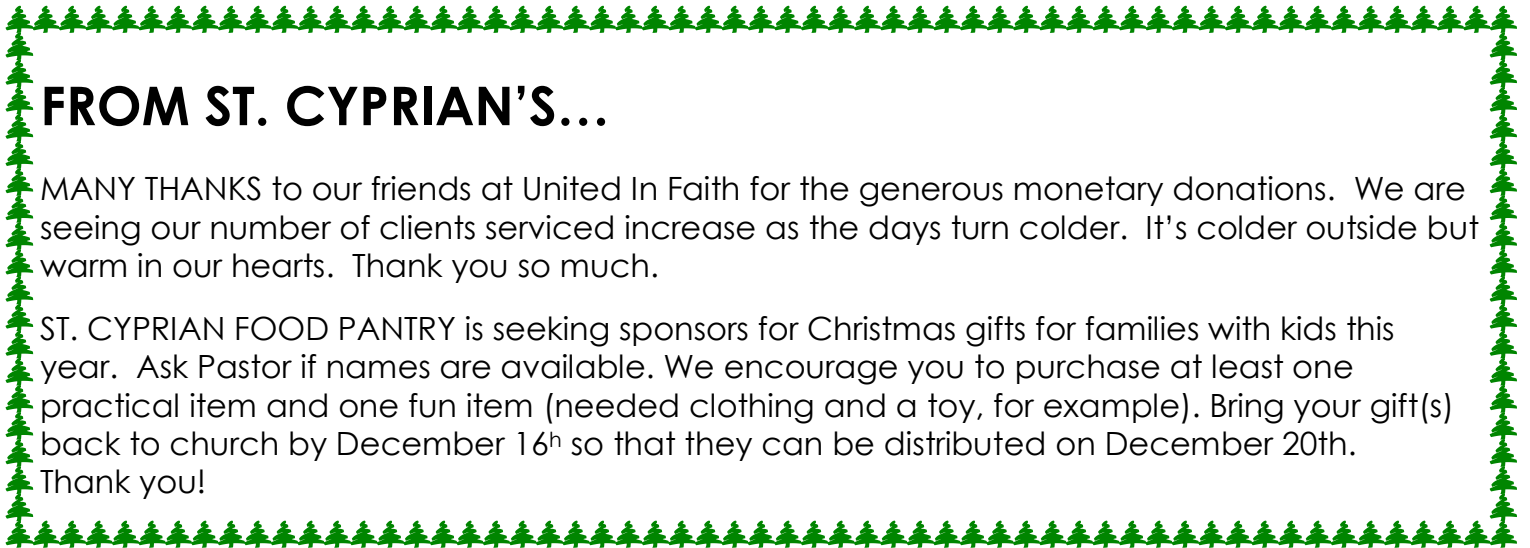 FROM ST. CYPRIAN’S…
MANY THANKS to our friends at United In Faith for the generous monetary donations.  We are
seeing our number of clients serviced increase as the days turn colder.  It’s colder outside but
warm in our hearts.  Thank you so much.
ST. CYPRIAN FOOD PANTRY is seeking sponsors for Christmas gifts for families with kids this
year.  Ask Pastor if names are available. We encourage you to purchase at least one
practical item and one fun item (needed clothing and a toy, for example). Bring your gift(s)
back to church by December 16ʰ so that they can be distributed on December 20th.
Thank you!